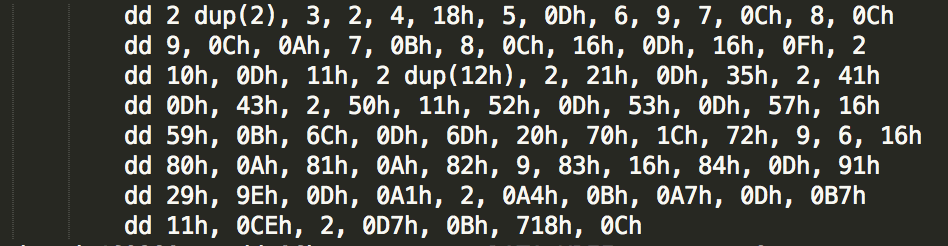 dd 2 dup(2), 3, 2, 4, 18h, 5, 0Dh, 6, 9, 7, 0Ch, 8, 0Ch
dd 9, 0Ch, 0Ah, 7, 0Bh, 8, 0Ch, 16h, 0Dh, 16h, 0Fh, 2
dd 10h, 0Dh, 11h, 2 dup(12h), 2, 21h, 0Dh, 35h, 2, 41h
dd 0Dh, 43h, 2, 50h, 11h, 52h, 0Dh, 53h, 0Dh, 57h, 16h
dd 59h, 0Bh, 6Ch, 0Dh, 6Dh, 20h, 70h, 1Ch, 72h, 9, 6, 16h
dd 80h, 0Ah, 81h, 0Ah, 82h, 9, 83h, 16h, 84h, 0Dh, 91h
dd 29h, 9Eh, 0Dh, 0A1h, 2, 0A4h, 0Bh, 0A7h, 0Dh, 0B7h
dd 11h, 0CEh, 2, 0D7h, 0Bh, 718h, 0Ch